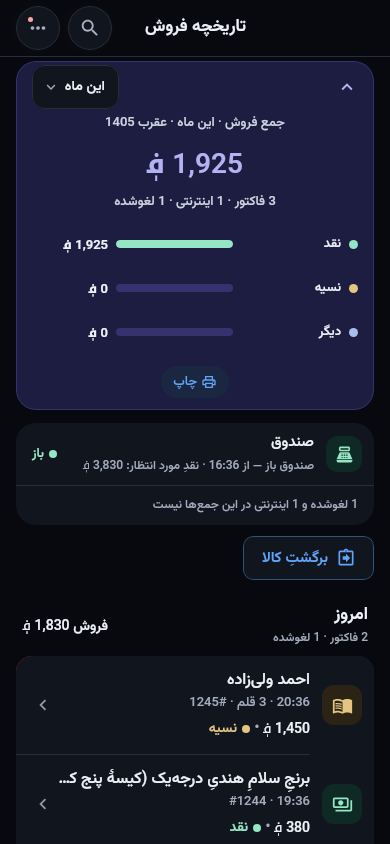 تاریخچه فروش
این ماه
جمع فروش · این ماه · عقرب 1405
1,925 ؋
3 فاکتور · 1 اینترنتی · 1 لغوشده
نقد 1,925 ؋
نسیه 0 ؋
دیگر 0 ؋
چاپ
صندوق
باز
صندوق باز — از 16:36 · نقدِ مورد انتظار: 3,830 ؋
1 لغوشده و 1 اینترنتی در این جمع‌ها نیست
برگشتِ کالا
امروز
فروش 1,830 ؋
2 فاکتور · 1 لغوشده
احمد ولی‌زاده
20:36 · 3 قلم · #1245
1,450 ؋ · نسیه
برنجِ سلامِ هندیِ درجه‌یک (کیسهٔ پنج ک…
19:36 · #1244
380 ؋ · نقد